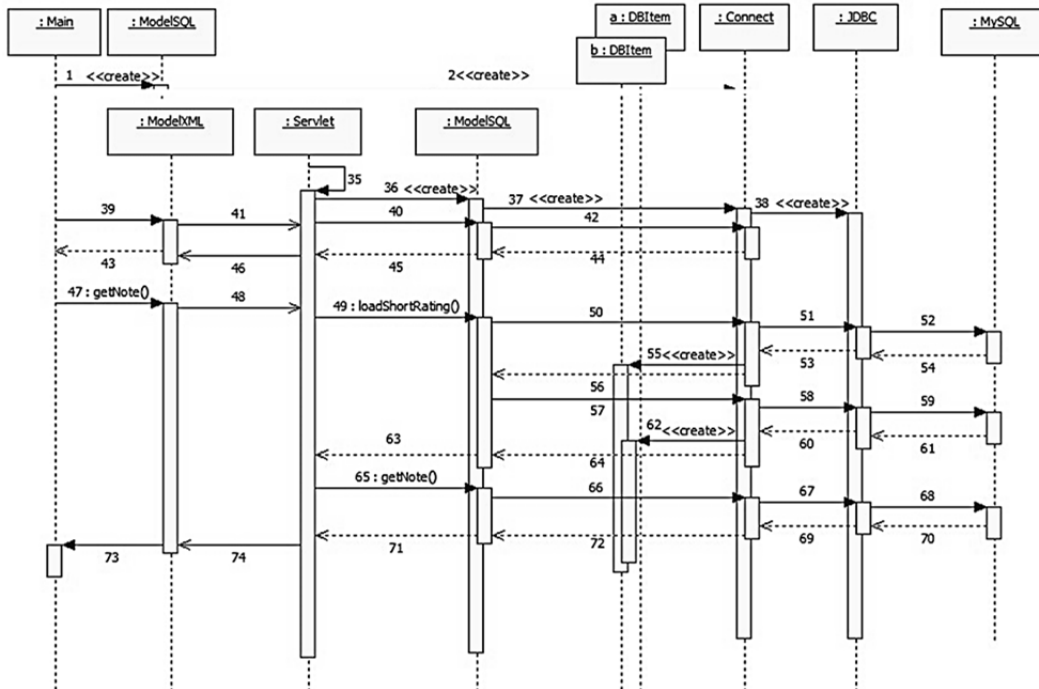 : Main
: ModelSQL
a : DBItem
: Connect
: JDBC
: MySQL
b : DBItem
1 <<create>>
2<<create>>
: ModelXML
: Servlet
: ModelSQL
35
36 <<create>>
37 <<create>>
38 <<create>>
39
41
40
42
43
46
45
44
47 : getNote()
48
49 : loadShortRating()
50
51
52
53
54
55<<create>>
56
57
58
59
62<<create>>
60
61
63
64
65 : getNote()
66
67
68
69
70
71
72
73
74